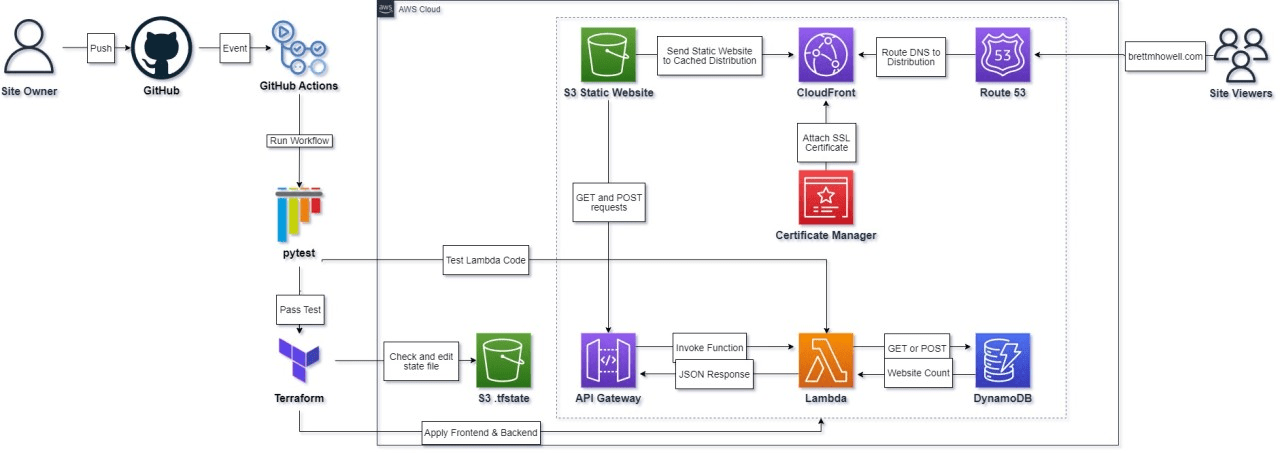 aws
AWS Cloud
Site Owner
Push
GitHub
Event
GitHub Actions
S3 Static Website
Send Static Website
to Cached Distribution
CloudFront
Route DNS to
Distribution
53
Route 53
brettmhowell.com
Site Viewers
Run Workflow
Attach SSL
Certificate
Certificate Manager
GET and POST
requests
pytest
Test Lambda Code
Pass Test
Terraform
Check and edit
state file
S3 .tfstate
API Gateway
Invoke Function
JSON Response
Lambda
GET or POST
Website Count
DynamoDB
Apply Frontend & Backend